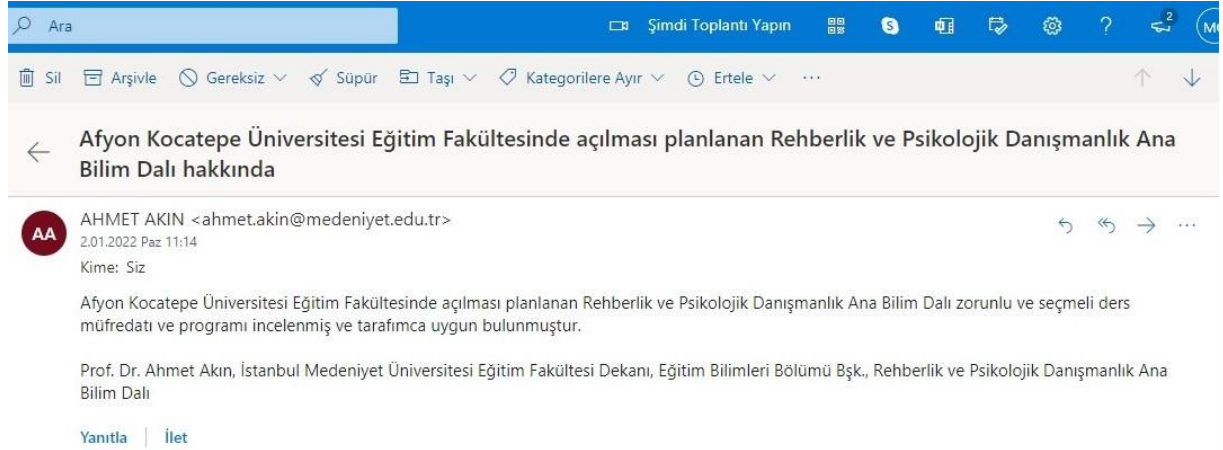 Ara
Şimdi Toplantı Yapın
2
Sil Arşivle Gereksiz Süpür Taşı Kategorilere Ayır Ertele ...
Afyon Kocatepe Üniversitesi Eğitim Fakültesinde açılması planlanan Rehberlik ve Psikolojik Danışmanlık Ana
Bilim Dalı hakkında
AA
AHMET AKIN <ahmet.akin@medeniyet.edu.tr>
2.01.2022 Paz 11:14
Kime: Siz
Afyon Kocatepe Üniversitesi Eğitim Fakültesinde açılması planlanan Rehberlik ve Psikolojik Danışmanlık Ana Bilim Dalı zorunlu ve seçmeli ders
müfredatı ve programı incelenmiş ve tarafımca uygun bulunmuştur.
Prof. Dr. Ahmet Akın, İstanbul Medeniyet Üniversitesi Eğitim Fakültesi Dekanı, Eğitim Bilimleri Bölümü Bşk., Rehberlik ve Psikolojik Danışmanlık Ana
Bilim Dalı
Yanıtla İlet